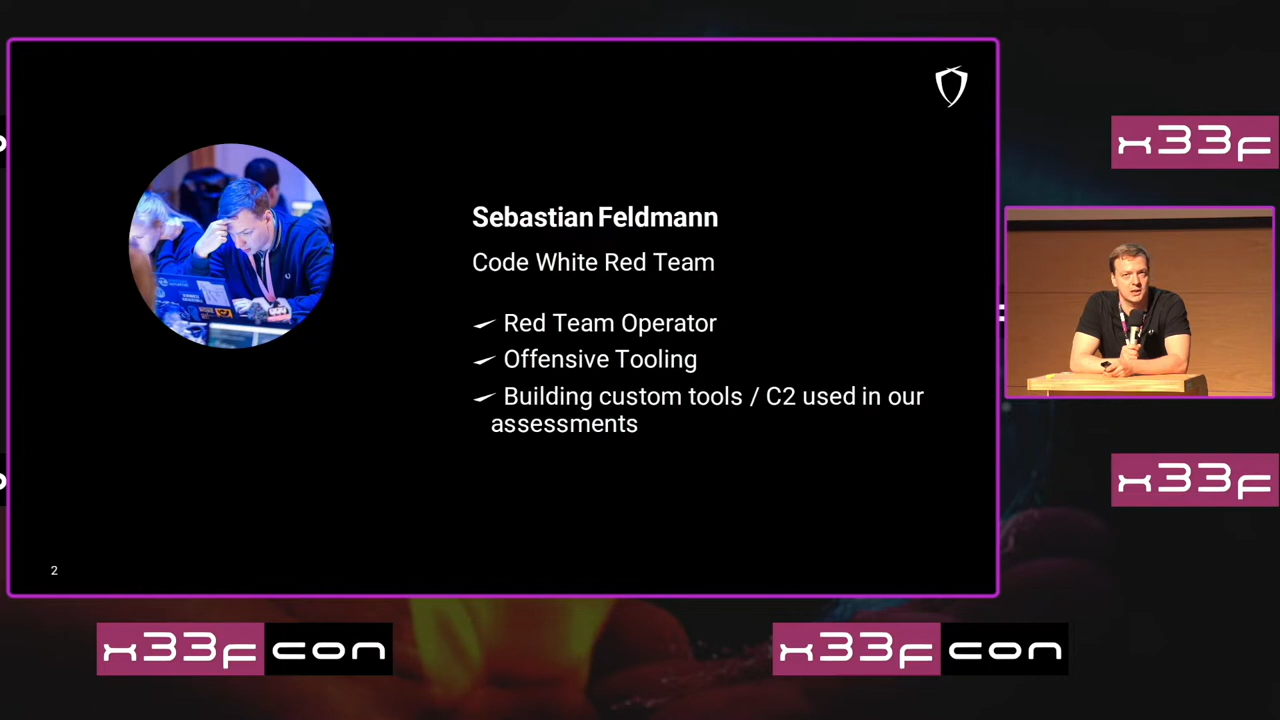 x33f
Sebastian Feldmann
Code White Red Team
Red Team Operator
Offensive Tooling
Building custom tools / C2 used in our
assessments
x33f
2
x33fcon
x33fcon